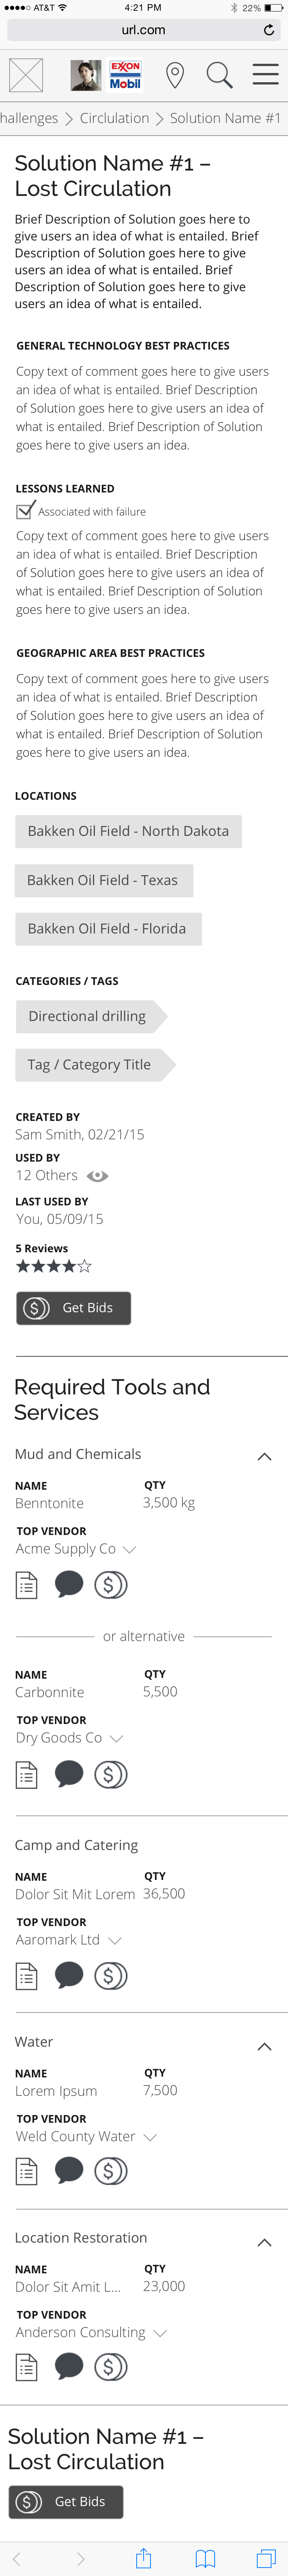 AT&T 4:21 PM 22%
url.com
EXXON
Mobil
hallenges > Circlulation > Solution Name #1
Solution Name #1 –
Lost Circulation
Brief Description of Solution goes here to
give users an idea of what is entailed. Brief
Description of Solution goes here to give
users an idea of what is entailed. Brief
Description of Solution goes here to give
users an idea of what is entailed.
GENERAL TECHNOLOGY BEST PRACTICES
Copy text of comment goes here to give users
an idea of what is entailed. Brief Description
of Solution goes here to give users an idea of
what is entailed. Brief Description of Solution
goes here to give users an idea.
LESSONS LEARNED
Associated with failure
Copy text of comment goes here to give users
an idea of what is entailed. Brief Description
of Solution goes here to give users an idea of
what is entailed. Brief Description of Solution
goes here to give users an idea.
GEOGRAPHIC AREA BEST PRACTICES
Copy text of comment goes here to give users
an idea of what is entailed. Brief Description
of Solution goes here to give users an idea of
what is entailed. Brief Description of Solution
goes here to give users an idea.
LOCATIONS
Bakken Oil Field - North Dakota
Bakken Oil Field - Texas
Bakken Oil Field - Florida
CATEGORIES / TAGS
Directional drilling
Tag / Category Title
CREATED BY
Sam Smith, 02/21/15
USED BY
12 Others
LAST USED BY
You, 05/09/15
5 Reviews
★★★★☆
$ Get Bids
Required Tools and
Services
Mud and Chemicals
NAME QTY
Benntonite 3,500 kg
TOP VENDOR
Acme Supply Co
$
or alternative
NAME QTY
Carbonnite 5,500
TOP VENDOR
Dry Goods Co
$
Camp and Catering
NAME QTY
Dolor Sit Mit Lorem 36,500
TOP VENDOR
Aaromark Ltd
$
Water
NAME QTY
Lorem Ipsum 7,500
TOP VENDOR
Weld County Water
$
Location Restoration
NAME QTY
Dolor Sit Amit L... 23,000
TOP VENDOR
Anderson Consulting
$
Solution Name #1 –
Lost Circulation
$ Get Bids